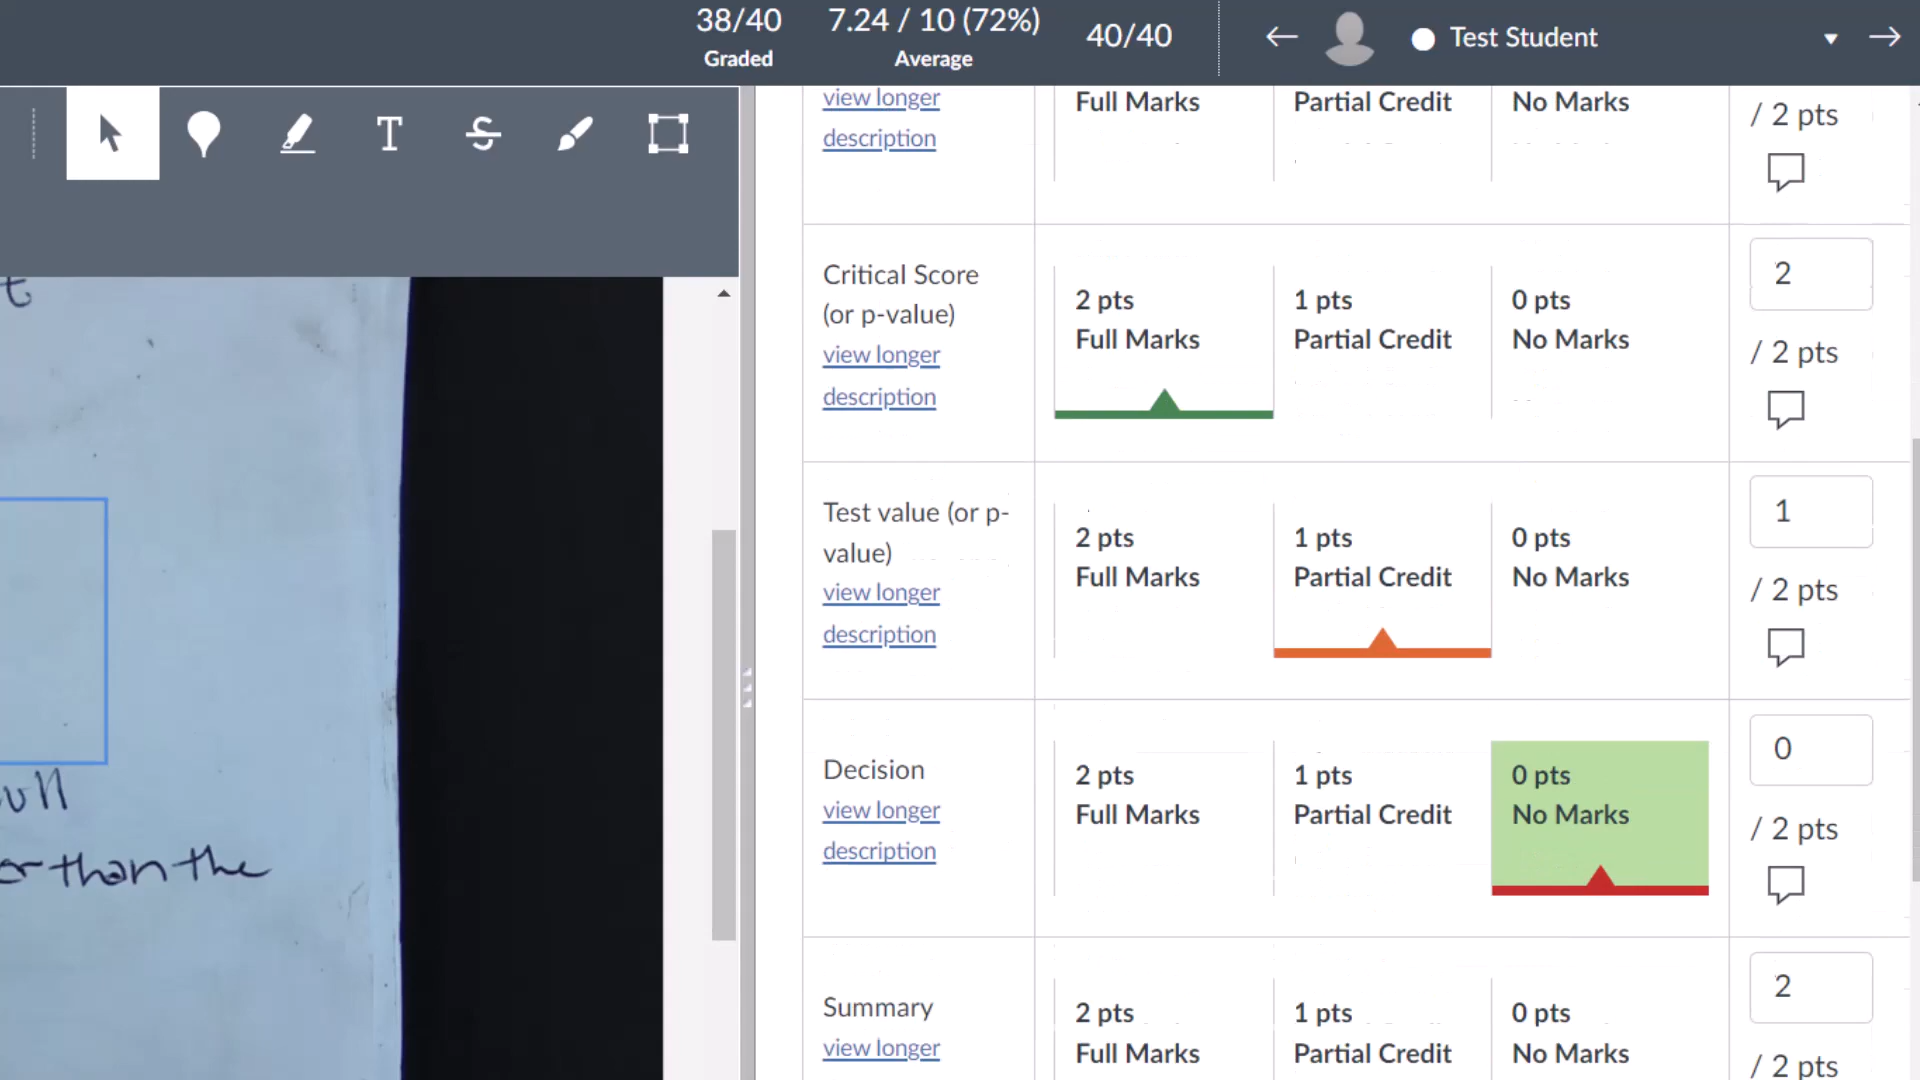 38/40
Graded
7.24 / 10 (72%)
Average
40/40
Test Student
view longer
description
Full Marks
Partial Credit
No Marks
/ 2 pts
Critical Score
(or p-value)
view longer
description
2 pts
Full Marks
1 pts
Partial Credit
0 pts
No Marks
2
/ 2 pts
Test value (or p-
value)
view longer
description
2 pts
Full Marks
1 pts
Partial Credit
0 pts
No Marks
1
/ 2 pts
Decision
view longer
description
2 pts
Full Marks
1 pts
Partial Credit
0 pts
No Marks
0
/ 2 pts
Summary
view longer
2 pts
Full Marks
1 pts
Partial Credit
0 pts
No Marks
2
/ 2 pts
than the